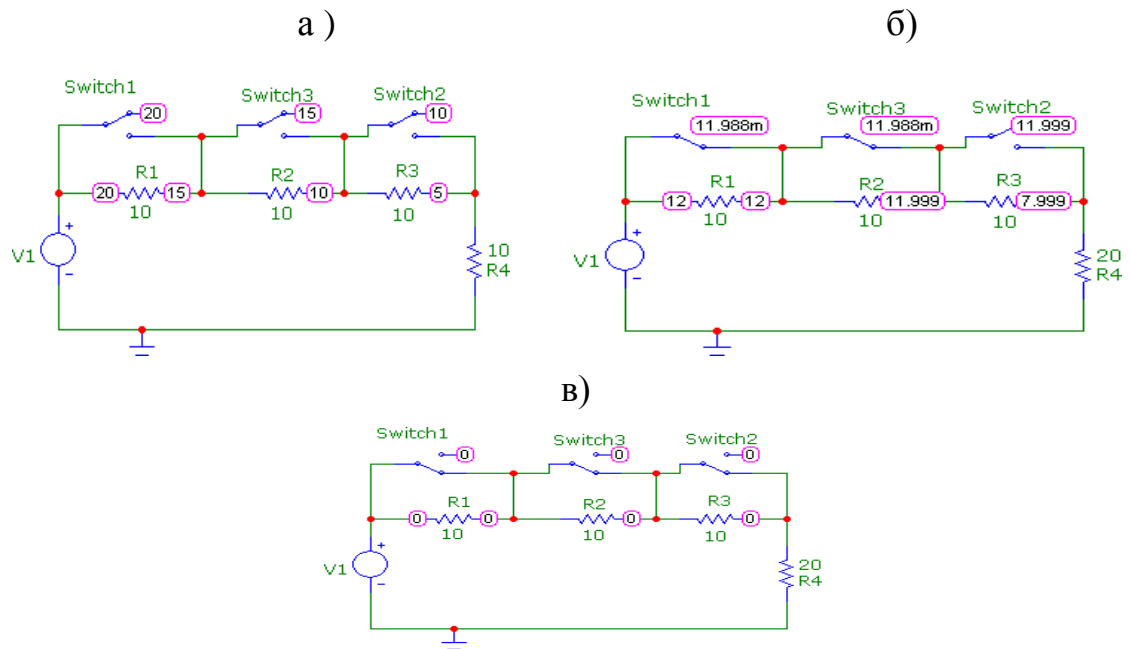 а )
б)
Switch1
20
Switch3
15
Switch2
10
20
R1
15
R2
10
R3
5
10
10
10
+
V1
-
10
R4
Switch1
11.988m
Switch3
11.988m
Switch2
11.999
12
R1
12
R2
11.999
R3
7.999
10
10
10
+
V1
-
20
R4
в)
Switch1
0
Switch3
0
Switch2
0
0
R1
0
R2
0
R3
0
10
10
10
+
V1
-
20
R4